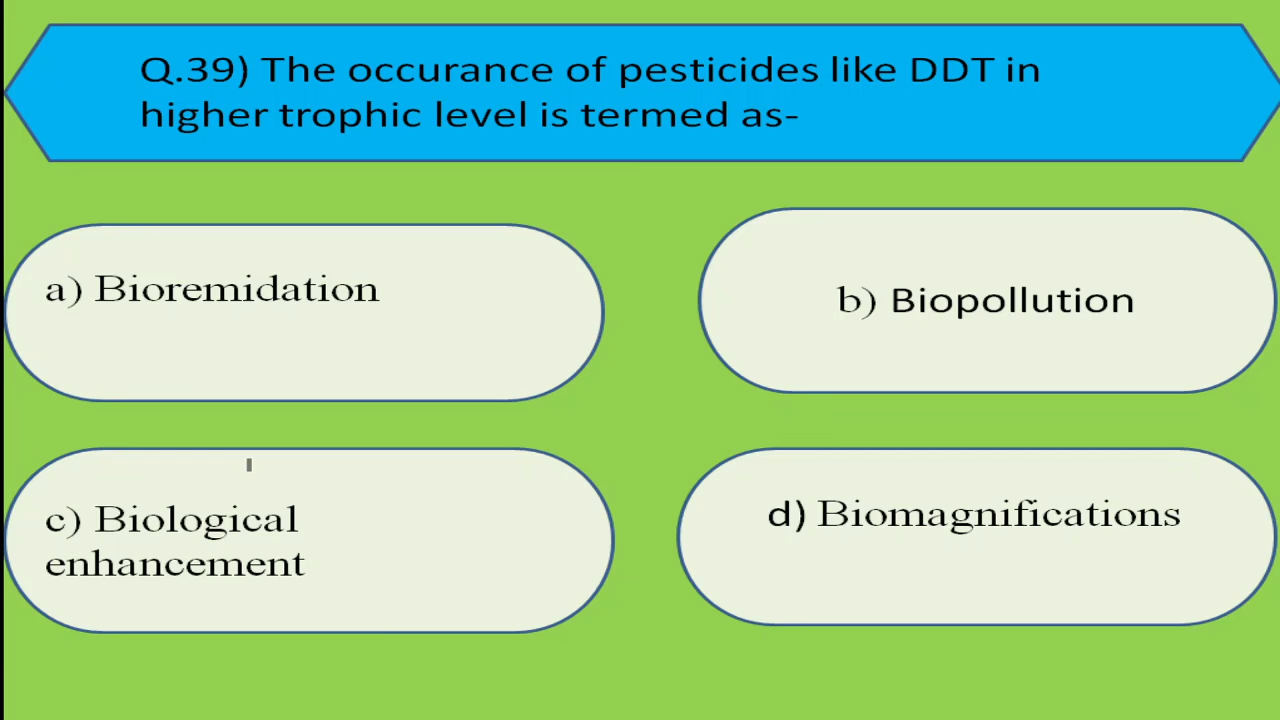 Q.39) The occurance of pesticides like DDT in
higher trophic level is termed as-
a) Bioremidation
b) Biopollution
c) Biological
enhancement
d) Biomagnifications